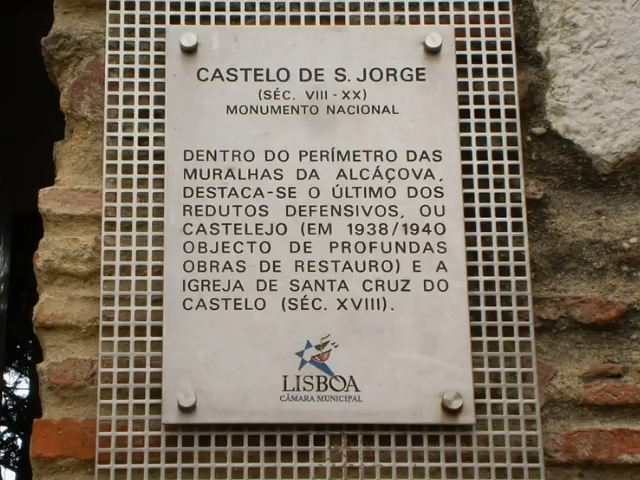 CASTELO DE S. JORGE
(SÉC. VIII - XX)
MONUMENTO NACIONAL
DENTRO DO PERÍMETRO DAS
MURALHAS DA ALCÁÇOVA,
DESTACA-SE O ÚLTIMO DOS
REDUTOS DEFENSIVOS, OU
CASTELEJO (EM 1938/1940
OBJECTO DE PROFUNDAS
OBRAS DE RESTAURO) E A
IGREJA DE SANTA CRUZ DO
CASTELO (SÉC. XVIII).
LISBOA
CÂMARA MUNICIPAL